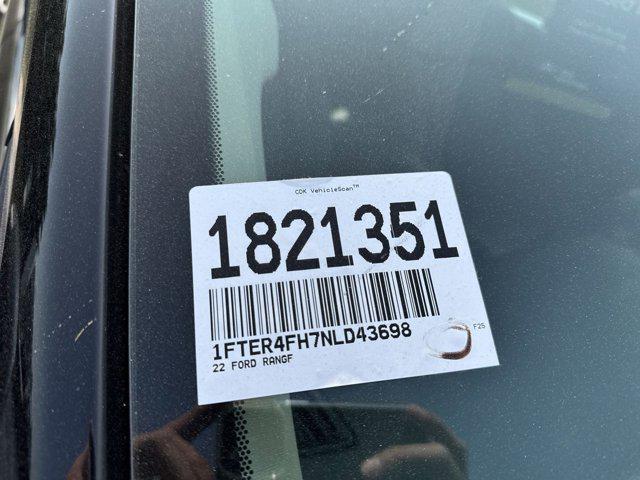 CDK VehicleScan™
1821351
1FTER4FH7NLD43698
22 FORD RANGF
F25